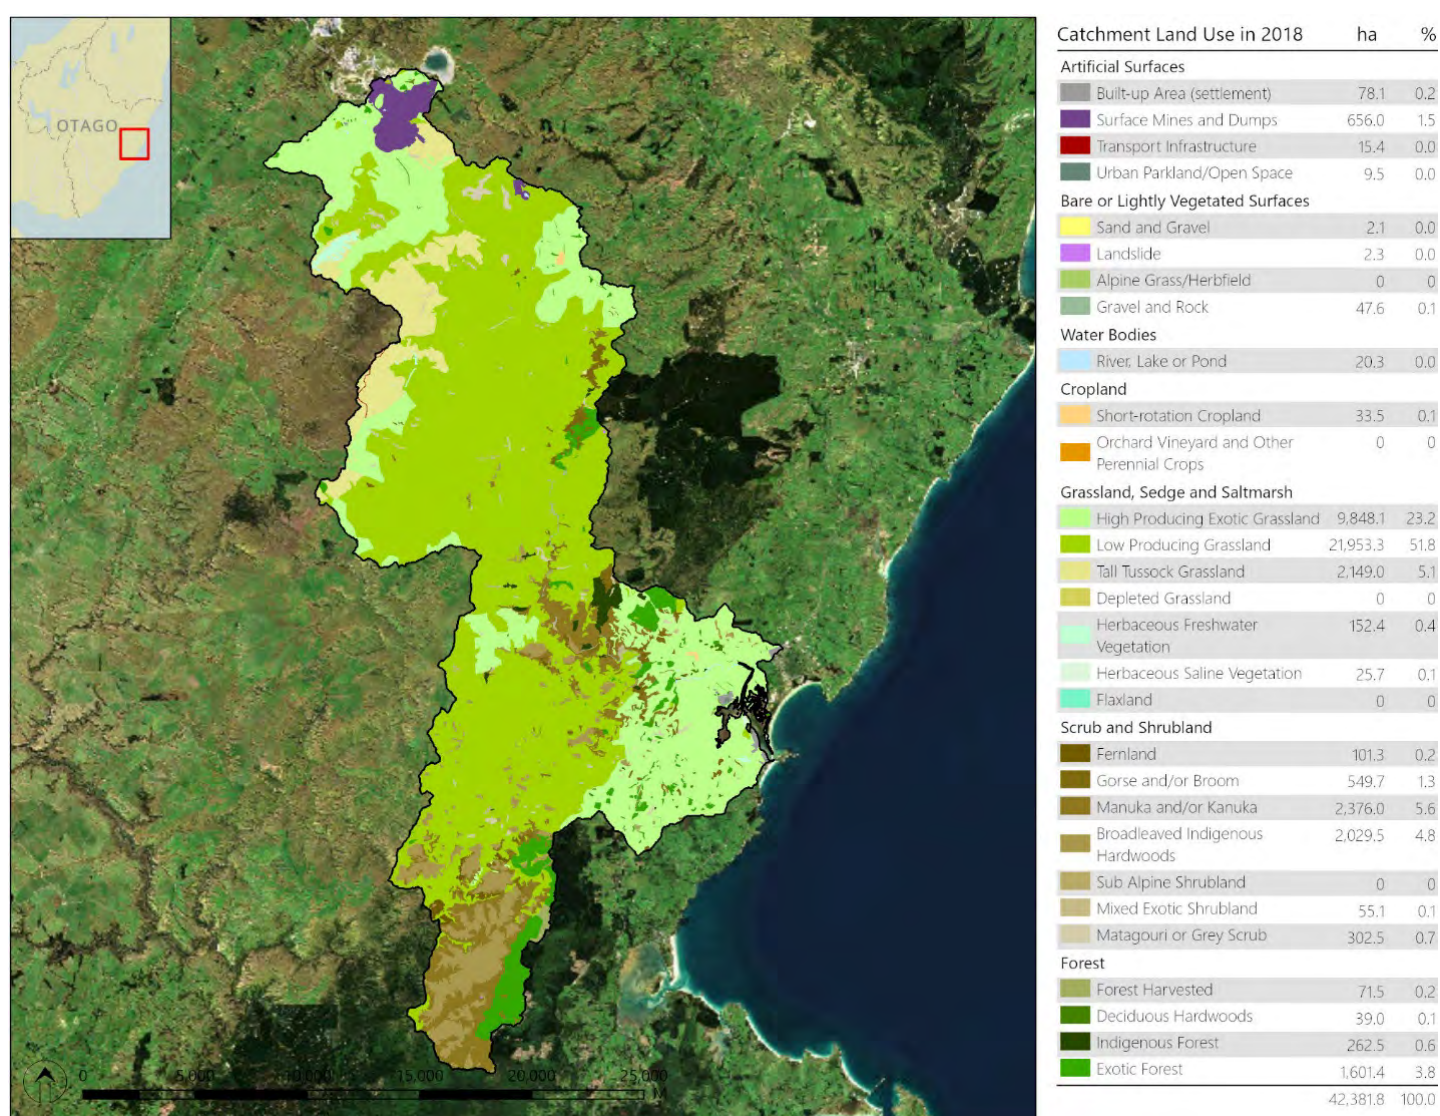 OTAGO
Catchment Land Use in 2018 ha %
Artificial Surfaces
Built-up Area (settlement) 78.1 0.2
Surface Mines and Dumps 656.0 1.5
Transport Infrastructure 15.4 0.0
Urban Parkland/Open Space 9.5 0.0
Bare or Lightly Vegetated Surfaces
Sand and Gravel 2.1 0.0
Landslide 2.3 0.0
Alpine Grass/Herbfield 0 0
Gravel and Rock 47.6 0.1
Water Bodies
River, Lake or Pond 20.3 0.0
Cropland
Short-rotation Cropland 33.5 0.1
Orchard Vineyard and Other 0 0
Perennial Crops
Grassland, Sedge and Saltmarsh
High Producing Exotic Grassland 9,848.1 23.2
Low Producing Grassland 21,953.3 51.8
Tall Tussock Grassland 2,149.0 5.1
Depleted Grassland 0 0
Herbaceous Freshwater 152.4 0.4
Vegetation
Herbaceous Saline Vegetation 25.7 0.1
Flaxland 0 0
Scrub and Shrubland
Fernland 101.3 0.2
Gorse and/or Broom 549.7 1.3
Manuka and/or Kanuka 2,376.0 5.6
Broadleaved Indigenous 2,029.5 4.8
Hardwoods
Sub Alpine Shrubland 0 0
Mixed Exotic Shrubland 55.1 0.1
Matagouri or Grey Scrub 302.5 0.7
Forest
Forest Harvested 71.5 0.2
Deciduous Hardwoods 39.0 0.1
Indigenous Forest 262.5 0.6
Exotic Forest 1,601.4 3.8
42,381.8 100.0
0 5,000 10,000 15,000 20,000 25,000